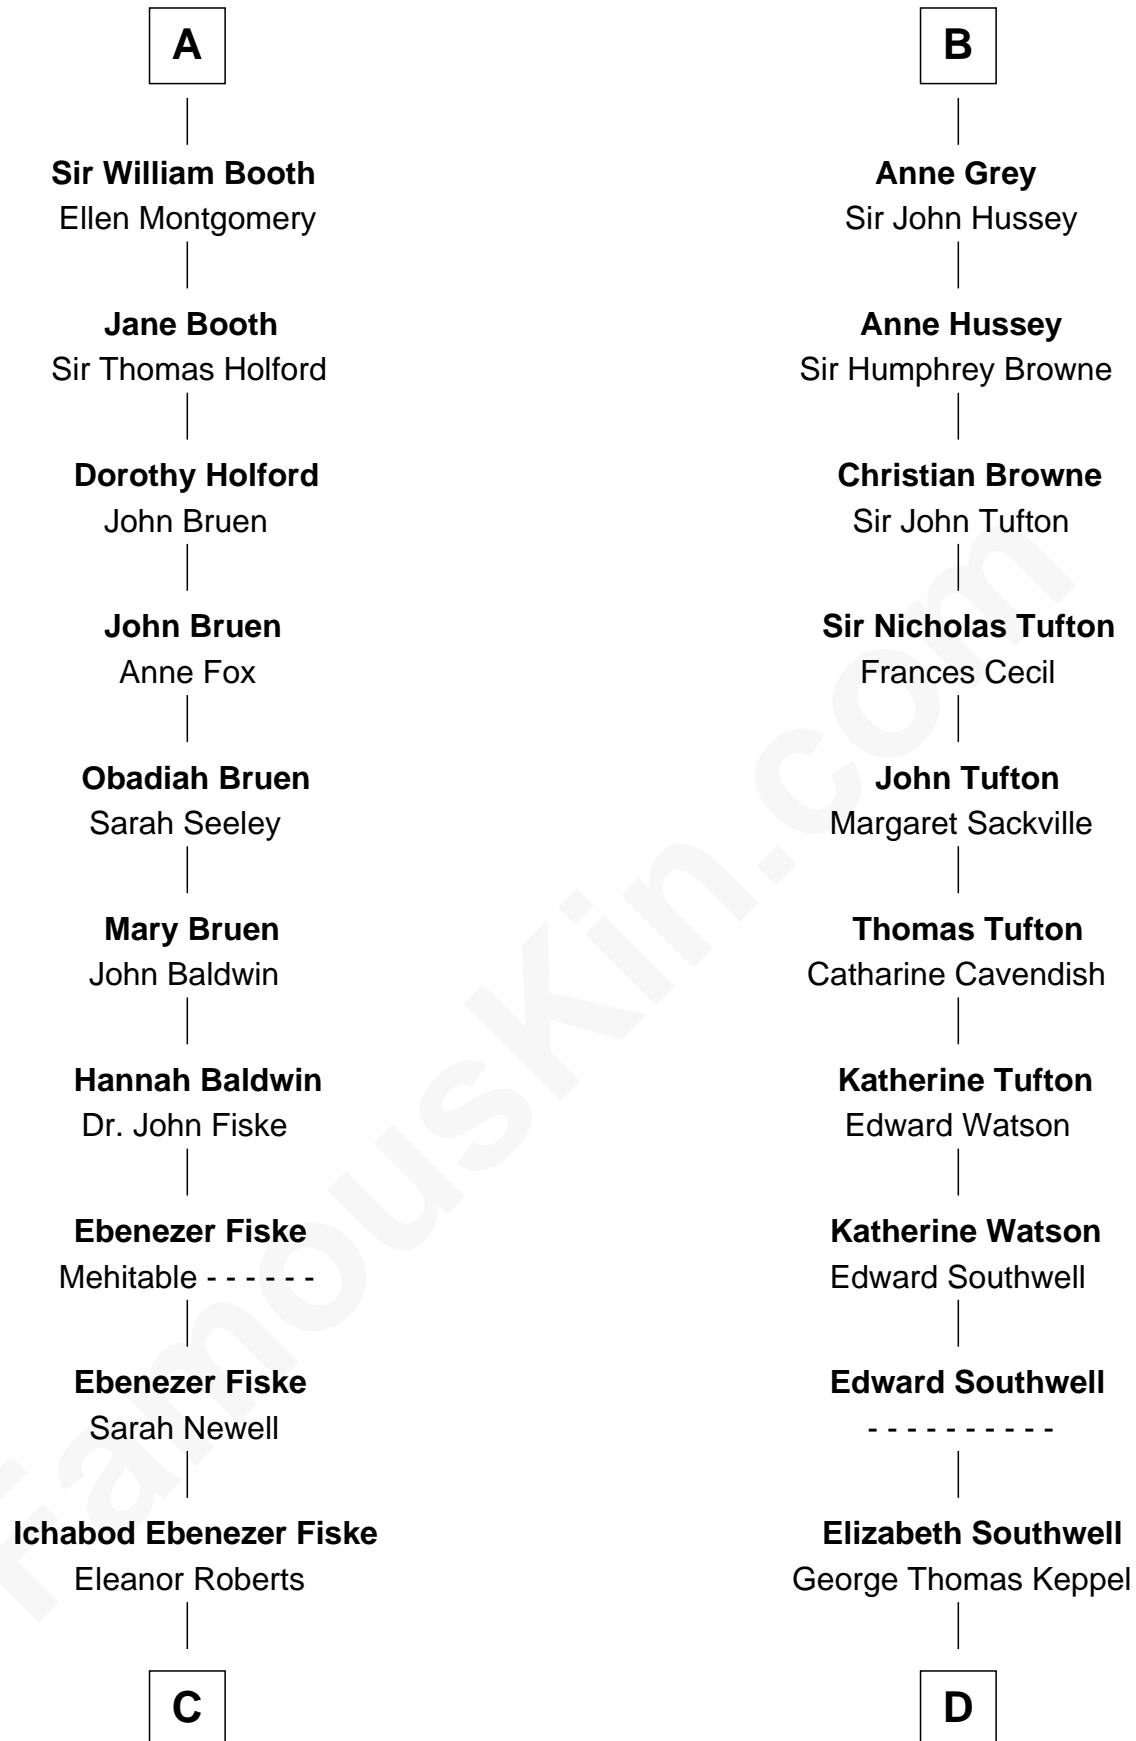 A
Sir William Booth
Ellen Montgomery
Jane Booth
Sir Thomas Holford
Dorothy Holford
John Bruen
John Bruen
Anne Fox
Obadiah Bruen
Sarah Seeley
Mary Bruen
John Baldwin
Hannah Baldwin
Dr. John Fiske
Ebenezer Fiske
Mehitable - - - - - -
Ebenezer Fiske
Sarah Newell
Ichabod Ebenezer Fiske
Eleanor Roberts
C
B
Anne Grey
Sir John Hussey
Anne Hussey
Sir Humphrey Browne
Christian Browne
Sir John Tufton
Sir Nicholas Tufton
Frances Cecil
John Tufton
Margaret Sackville
Thomas Tufton
Catharine Cavendish
Katherine Tufton
Edward Watson
Katherine Watson
Edward Southwell
Edward Southwell
- - - - - - - - - -
Elizabeth Southwell
George Thomas Keppel
D
FamousKin.com